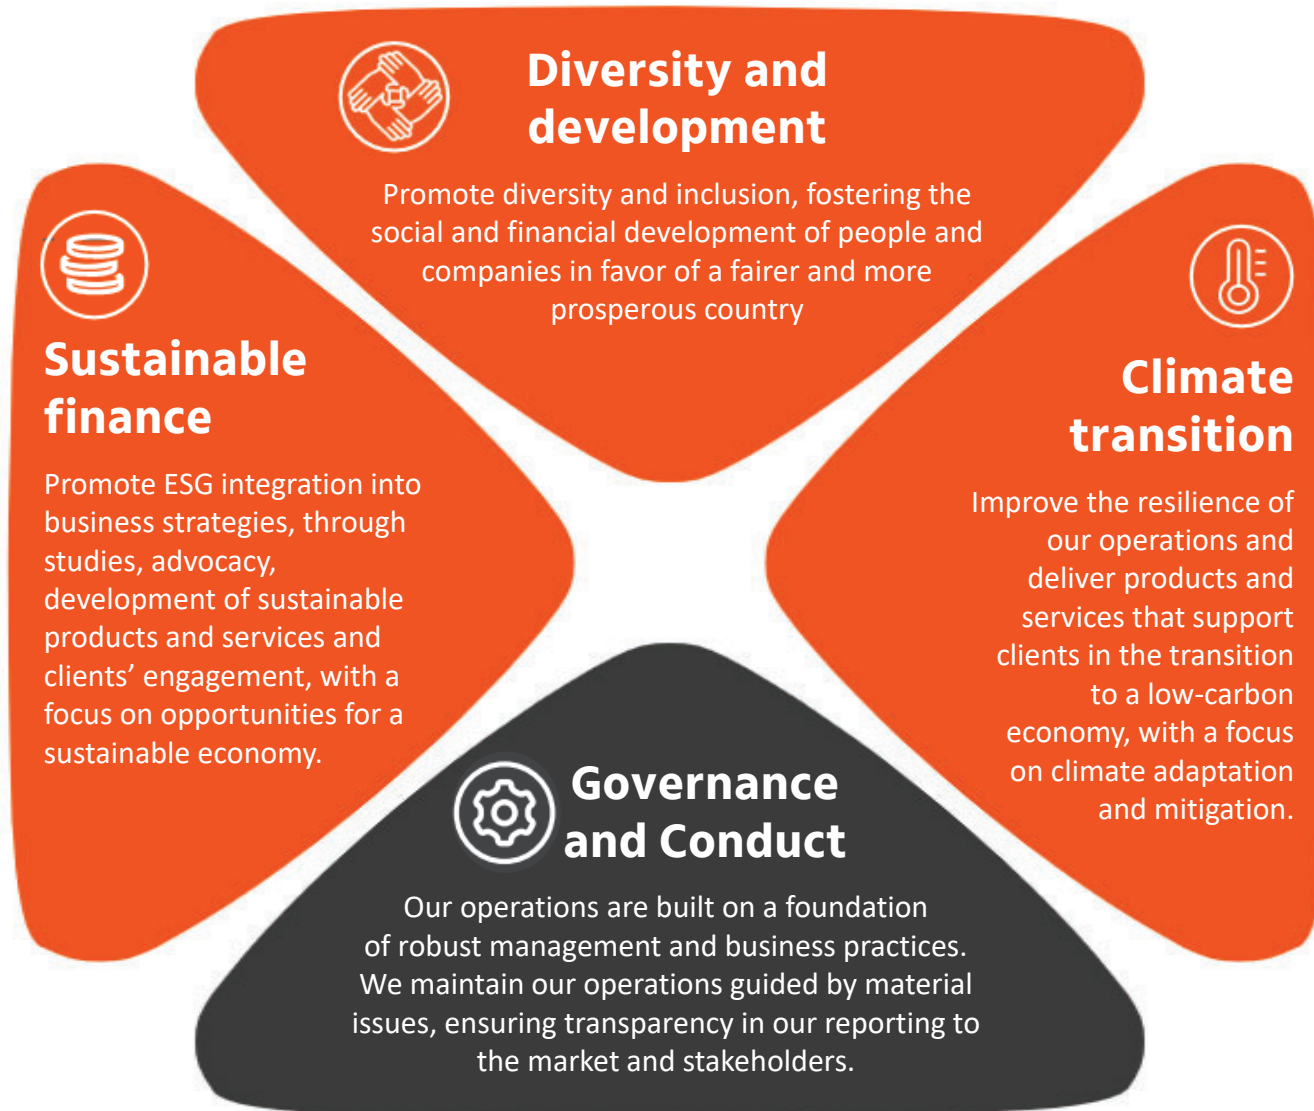 Diversity and
development
Promote diversity and inclusion, fostering the
social and financial development of people and
companies in favor of a fairer and more
prosperous country
Sustainable
finance
Promote ESG integration into
business strategies, through
studies, advocacy,
development of sustainable
products and services and
clients’ engagement, with a
focus on opportunities for a
sustainable economy.
Climate
transition
Improve the resilience of
our operations and
deliver products and
services that support
clients in the transition
to a low-carbon
economy, with a focus
on climate adaptation
and mitigation.
Governance
and Conduct
Our operations are built on a foundation
of robust management and business practices.
We maintain our operations guided by material
issues, ensuring transparency in our reporting to
the market and stakeholders.